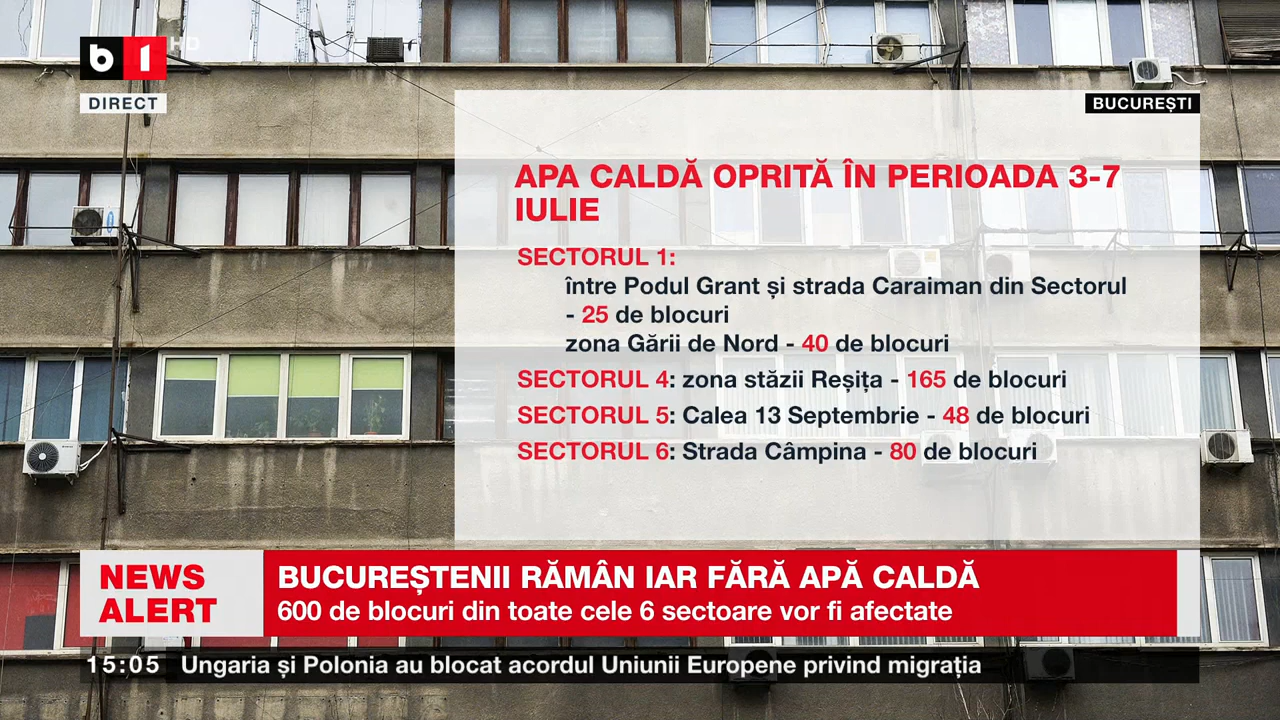 b1 HD
DIRECT
BUCUREȘTI
APA CALDĂ OPRITĂ ÎN PERIOADA 3-7
IULIE
SECTORUL 1:
între Podul Grant și strada Caraiman din Sectorul
- 25 de blocuri
zona Gării de Nord - 40 de blocuri
SECTORUL 4: zona stăzii Reșița - 165 de blocuri
SECTORUL 5: Calea 13 Septembrie - 48 de blocuri
SECTORUL 6: Strada Câmpina - 80 de blocuri
NEWS
ALERT
BUCUREȘTENII RĂMÂN IAR FĂRĂ APĂ CALDĂ
600 de blocuri din toate cele 6 sectoare vor fi afectate
15:05 Ungaria și Polonia au blocat acordul Uniunii Europene privind migrația